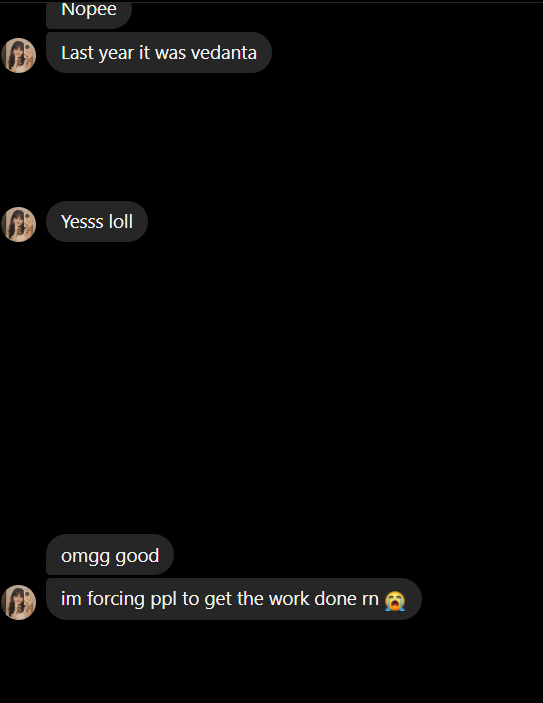 Nopee
Last year it was vedanta
Yesss loll
omgg good
im forcing ppl to get the work done rn 😭